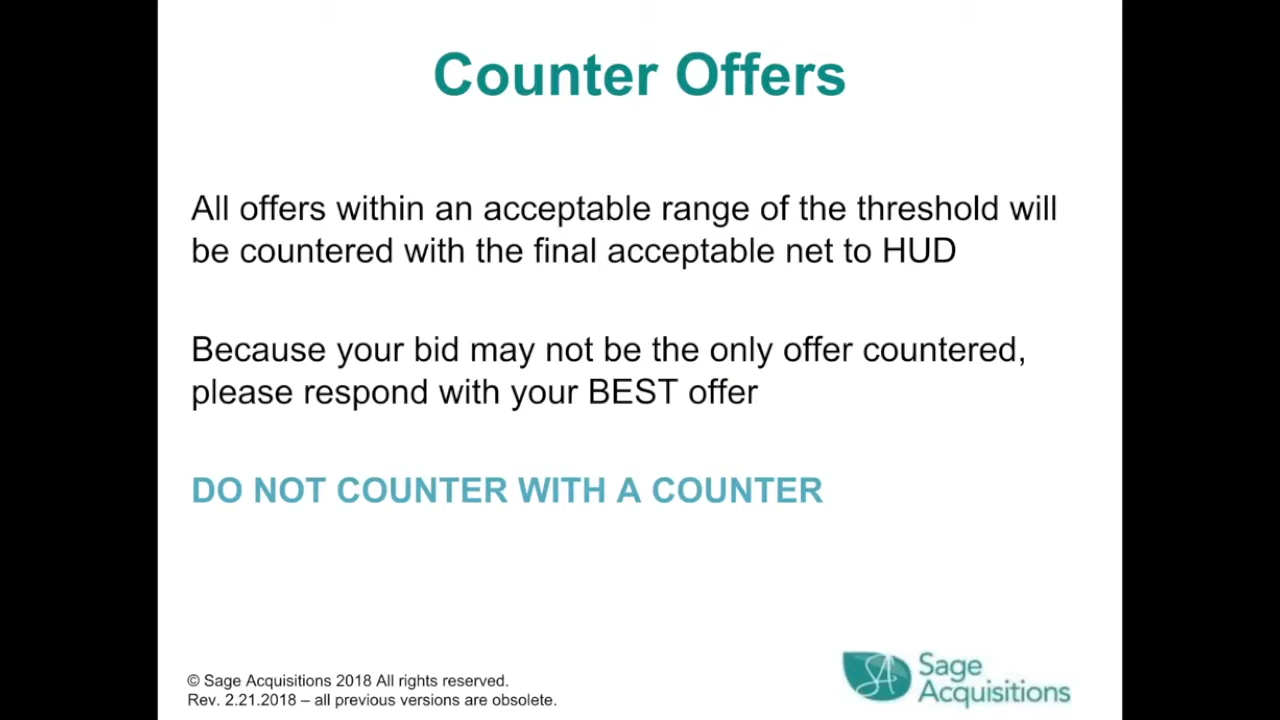 Counter Offers
All offers within an acceptable range of the threshold will
be countered with the final acceptable net to HUD
Because your bid may not be the only offer countered,
please respond with your BEST offer
DO NOT COUNTER WITH A COUNTER
© Sage Acquisitions 2018 All rights reserved.
Rev. 2.21.2018 – all previous versions are obsolete.
SA
Sage
Acquisitions